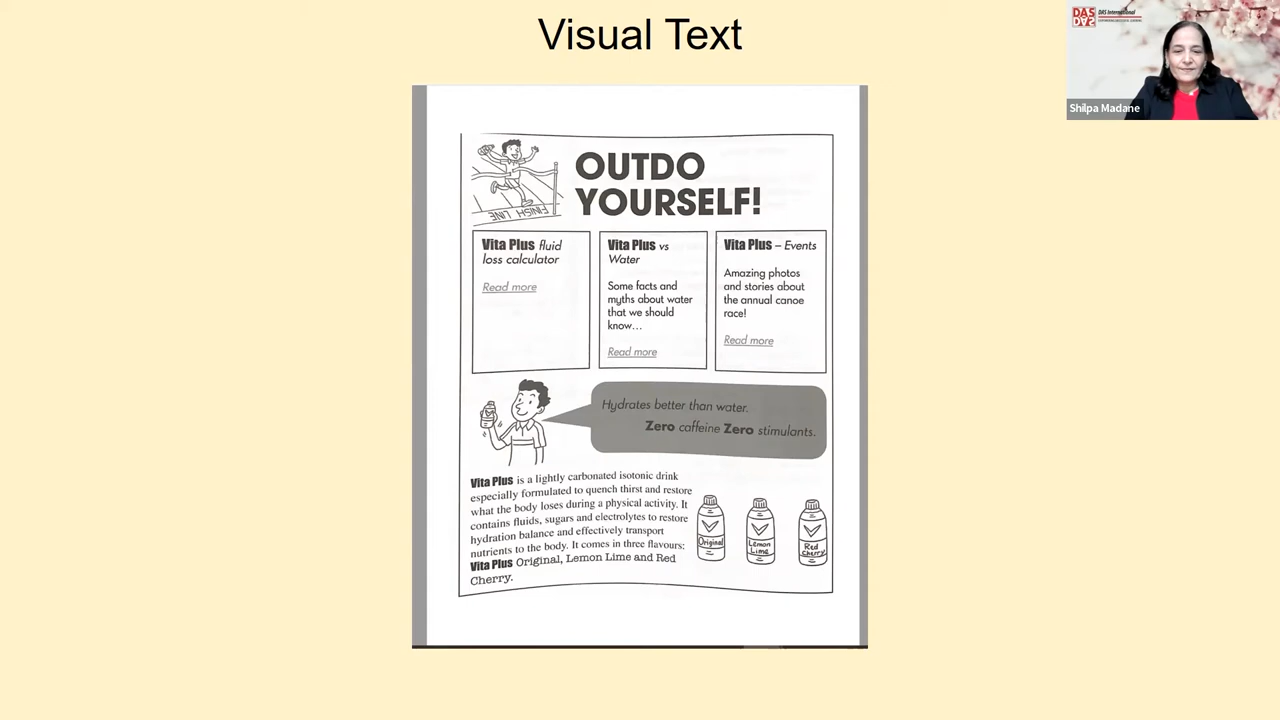 Visual Text
DAS
DAS International
Shilpa Madane
OUTDO
YOURSELF!
FINISH LINE
Vita Plus fluid
loss calculator
Read more
Vita Plus vs
Water
Some facts and
myths about water
that we should
know...
Read more
Vita Plus – Events
Amazing photos
and stories about
the annual canoe
race!
Read more
Hydrates better than water.
Zero caffeine Zero stimulants.
Vita Plus is a lightly carbonated isotonic drink
especially formulated to quench thirst and restore
what the body loses during a physical activity. It
contains fluids, sugars and electrolytes to restore
hydration balance and effectively transport
nutrients to the body. It comes in three flavours:
Vita Plus Original, Lemon Lime and Red
Cherry.
Original
Lemon
Lime
Red
Cherry